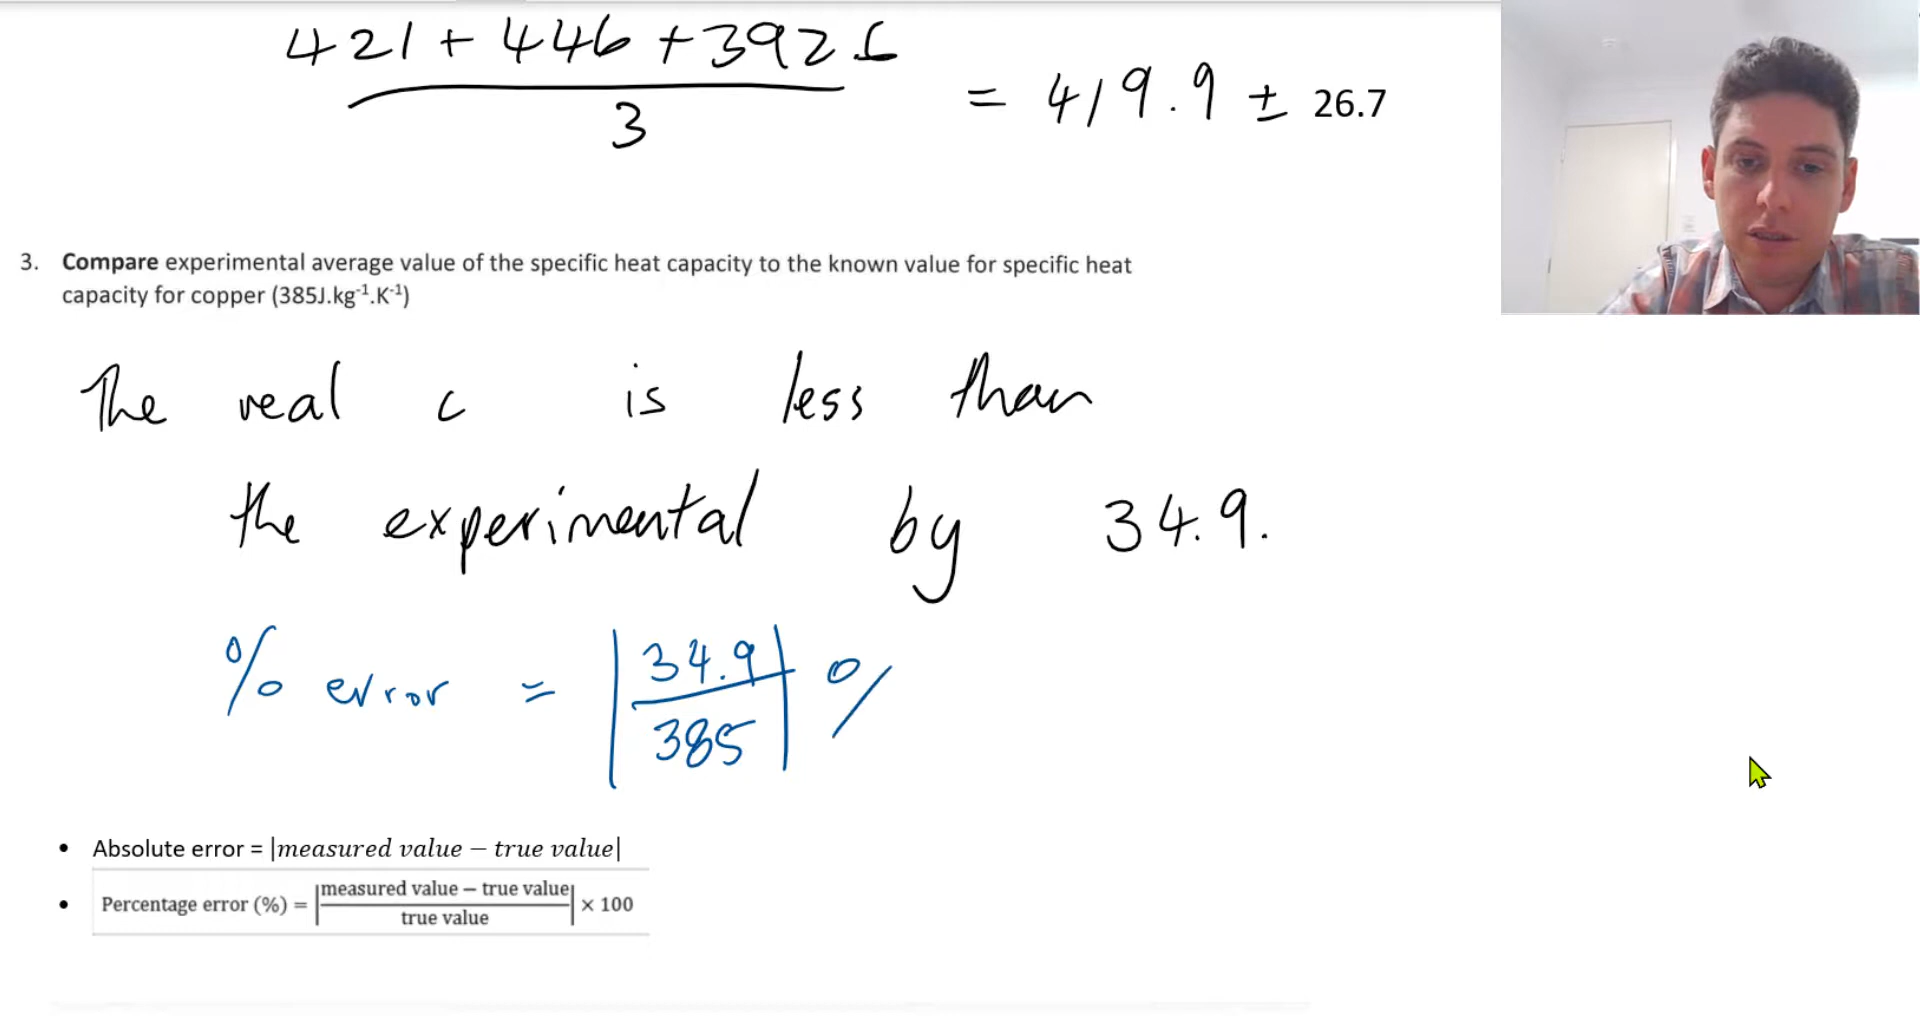 421 + 446 + 392.6
3
= 419.9 ± 26.7
3. Compare experimental average value of the specific heat capacity to the known value for specific heat
capacity for copper (385J.kg⁻¹.K⁻¹)
The real c is less than
the experimental by 34.9.
% error = |34.9
385| %
• Absolute error = |measured value − true value|
• Percentage error (%) = |measured value − true value
true value| × 100